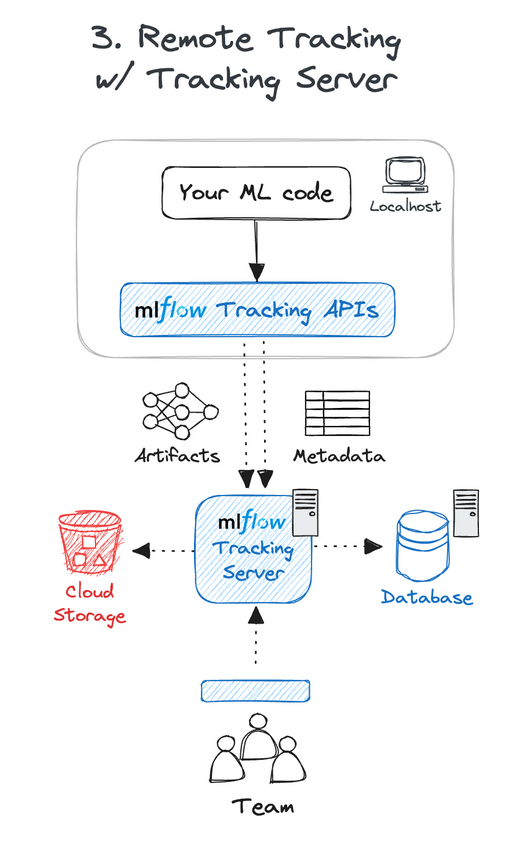 3. Remote Tracking
w/ Tracking Server
Your ML code
Localhost
mlflow Tracking APIs
Artifacts
Metadata
mlflow
Tracking
Server
Cloud
Storage
Database
Team